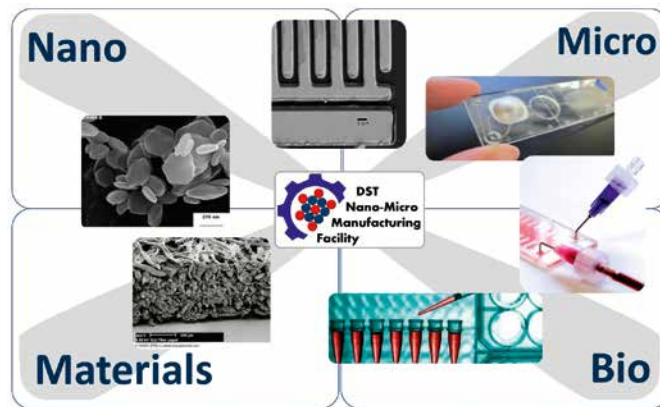 Nano
Micro
DST
Nano-Micro
Manufacturing
Facility
Materials
Bio